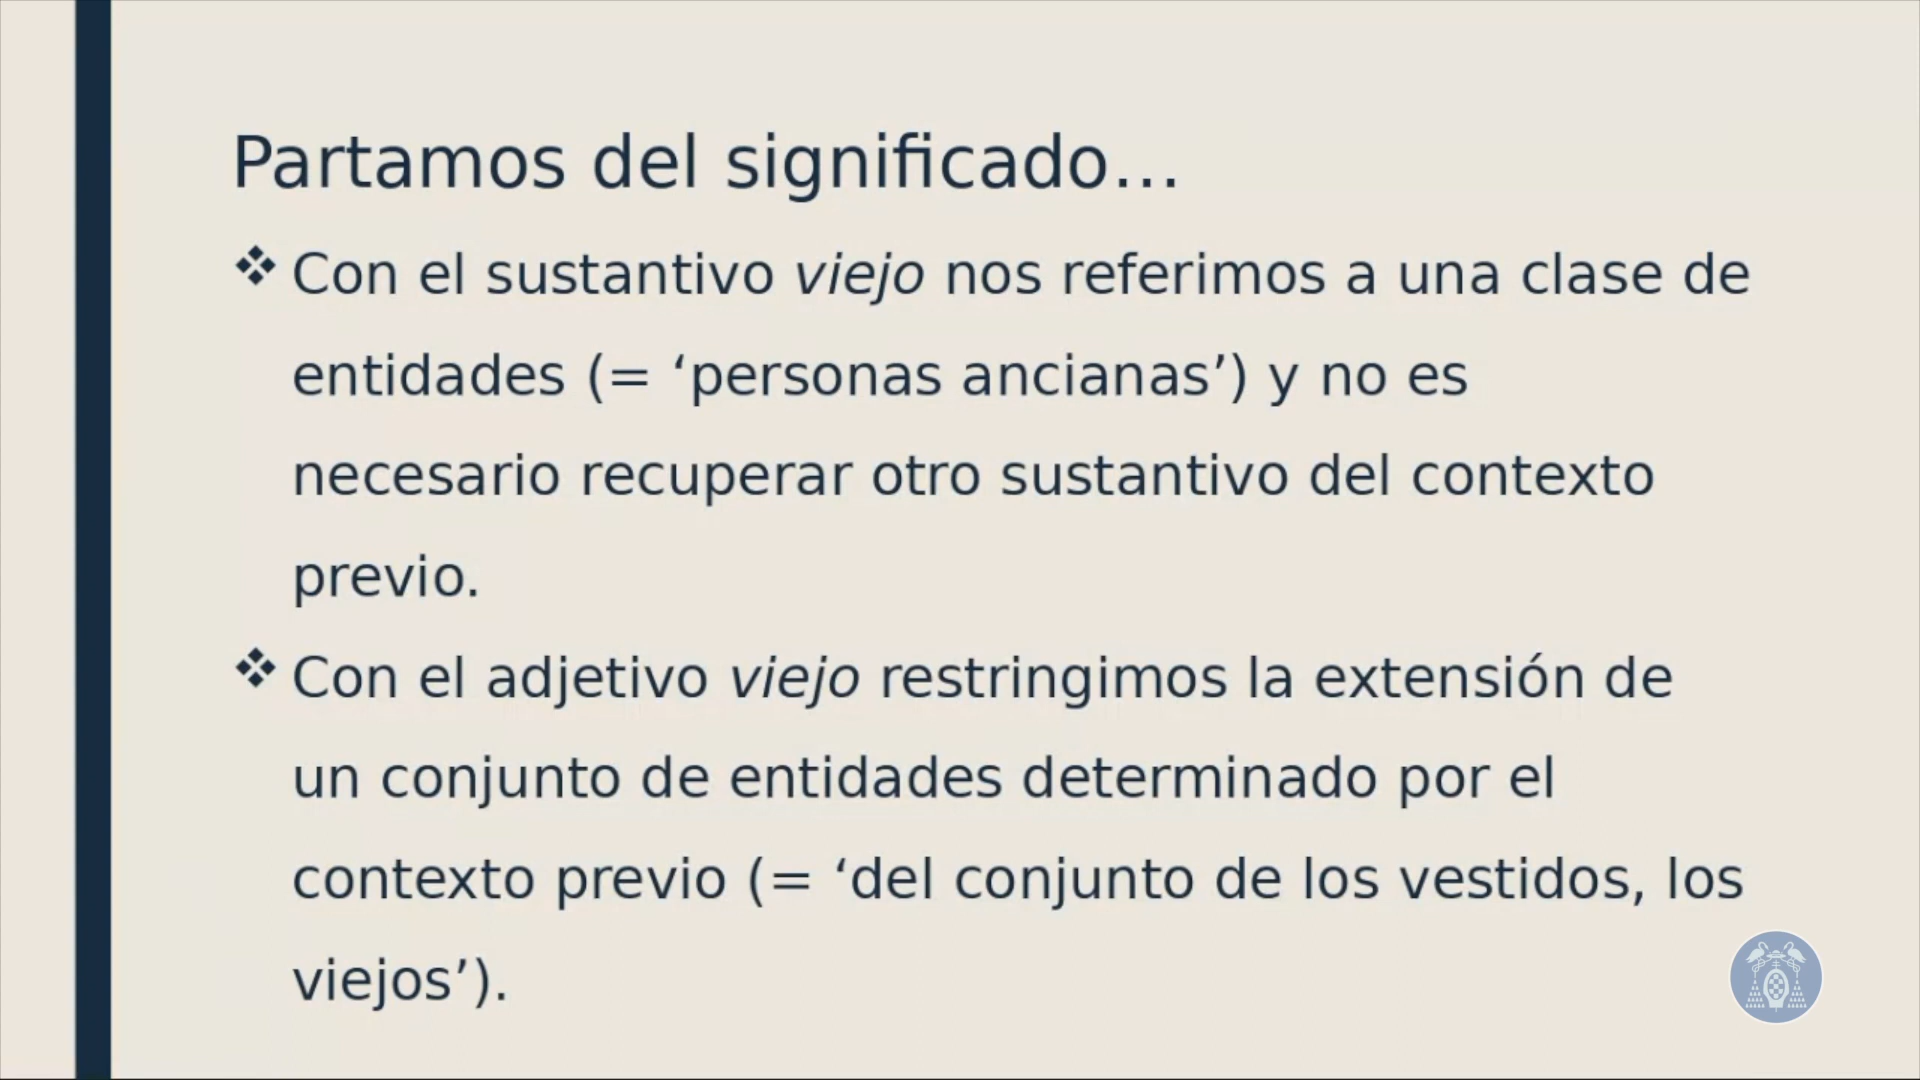 Partamos del significado...
❖ Con el sustantivo viejo nos referimos a una clase de
entidades (= ‘personas ancianas’) y no es
necesario recuperar otro sustantivo del contexto
previo.
❖ Con el adjetivo viejo restringimos la extensión de
un conjunto de entidades determinado por el
contexto previo (= ‘del conjunto de los vestidos, los
viejos’).